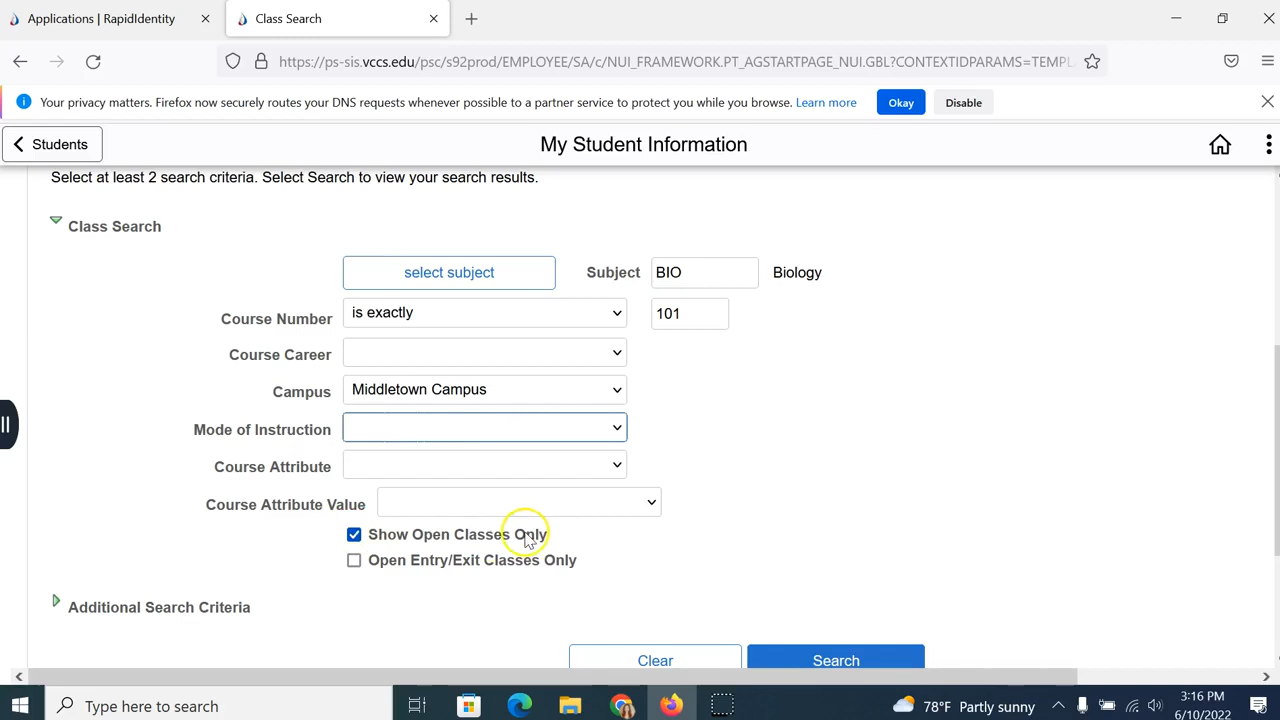 Applications | RapidIdentity
Class Search
https://ps-sis.vccs.edu/psc/s92prod/EMPLOYEE/SA/c/NUI_FRAMEWORK.PT_AGSTARTPAGE_NUI.GBL?CONTEXTIDPARAMS=TEMPL
Your privacy matters. Firefox now securely routes your DNS requests whenever possible to a partner service to protect you while you browse. Learn more Okay Disable
Students My Student Information
Select at least 2 search criteria. Select Search to view your search results.
Class Search
select subject Subject BIO Biology
Course Number is exactly 101
Course Career
Campus Middletown Campus
Mode of Instruction
Course Attribute
Course Attribute Value
Show Open Classes Only
Open Entry/Exit Classes Only
Additional Search Criteria
Clear Search
Type here to search 78°F Partly sunny 3:16 PM
6/10/2022